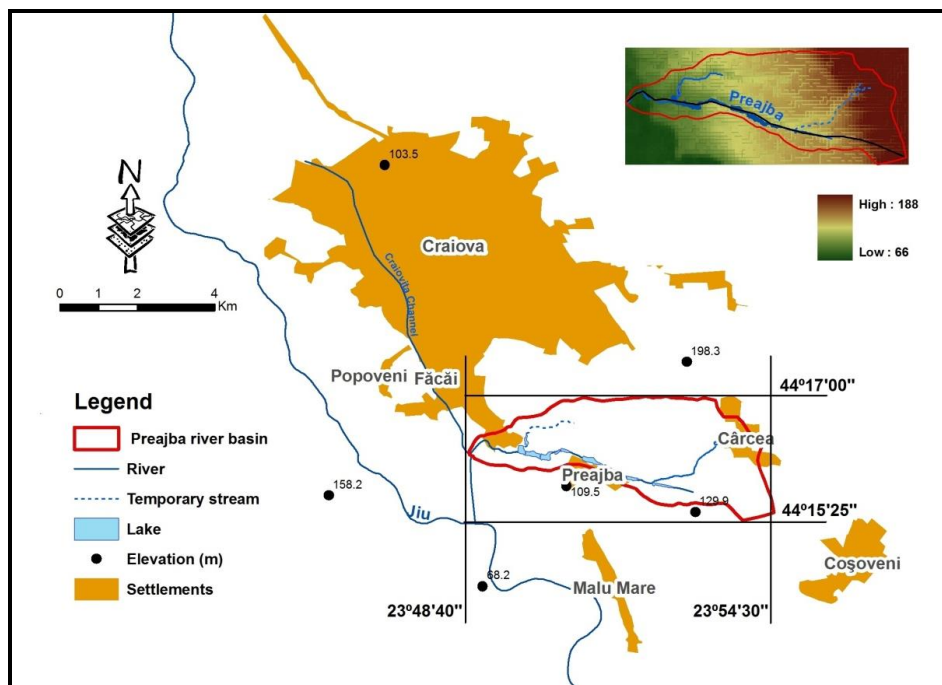 Preajba
High : 188
Low : 66
N
103.5
Craiova
Craiovita Channel
0 1 2 4
Km
198.3
44º17'00"
Popoveni
Făcăi
Cârcea
Legend
Preajba river basin
River
Temporary stream
Lake
Elevation (m)
Settlements
158.2
Preajba
109.5
129.9
Jiu
44º15'25"
Coşoveni
68.2
Malu Mare
23º48'40"
23º54'30"